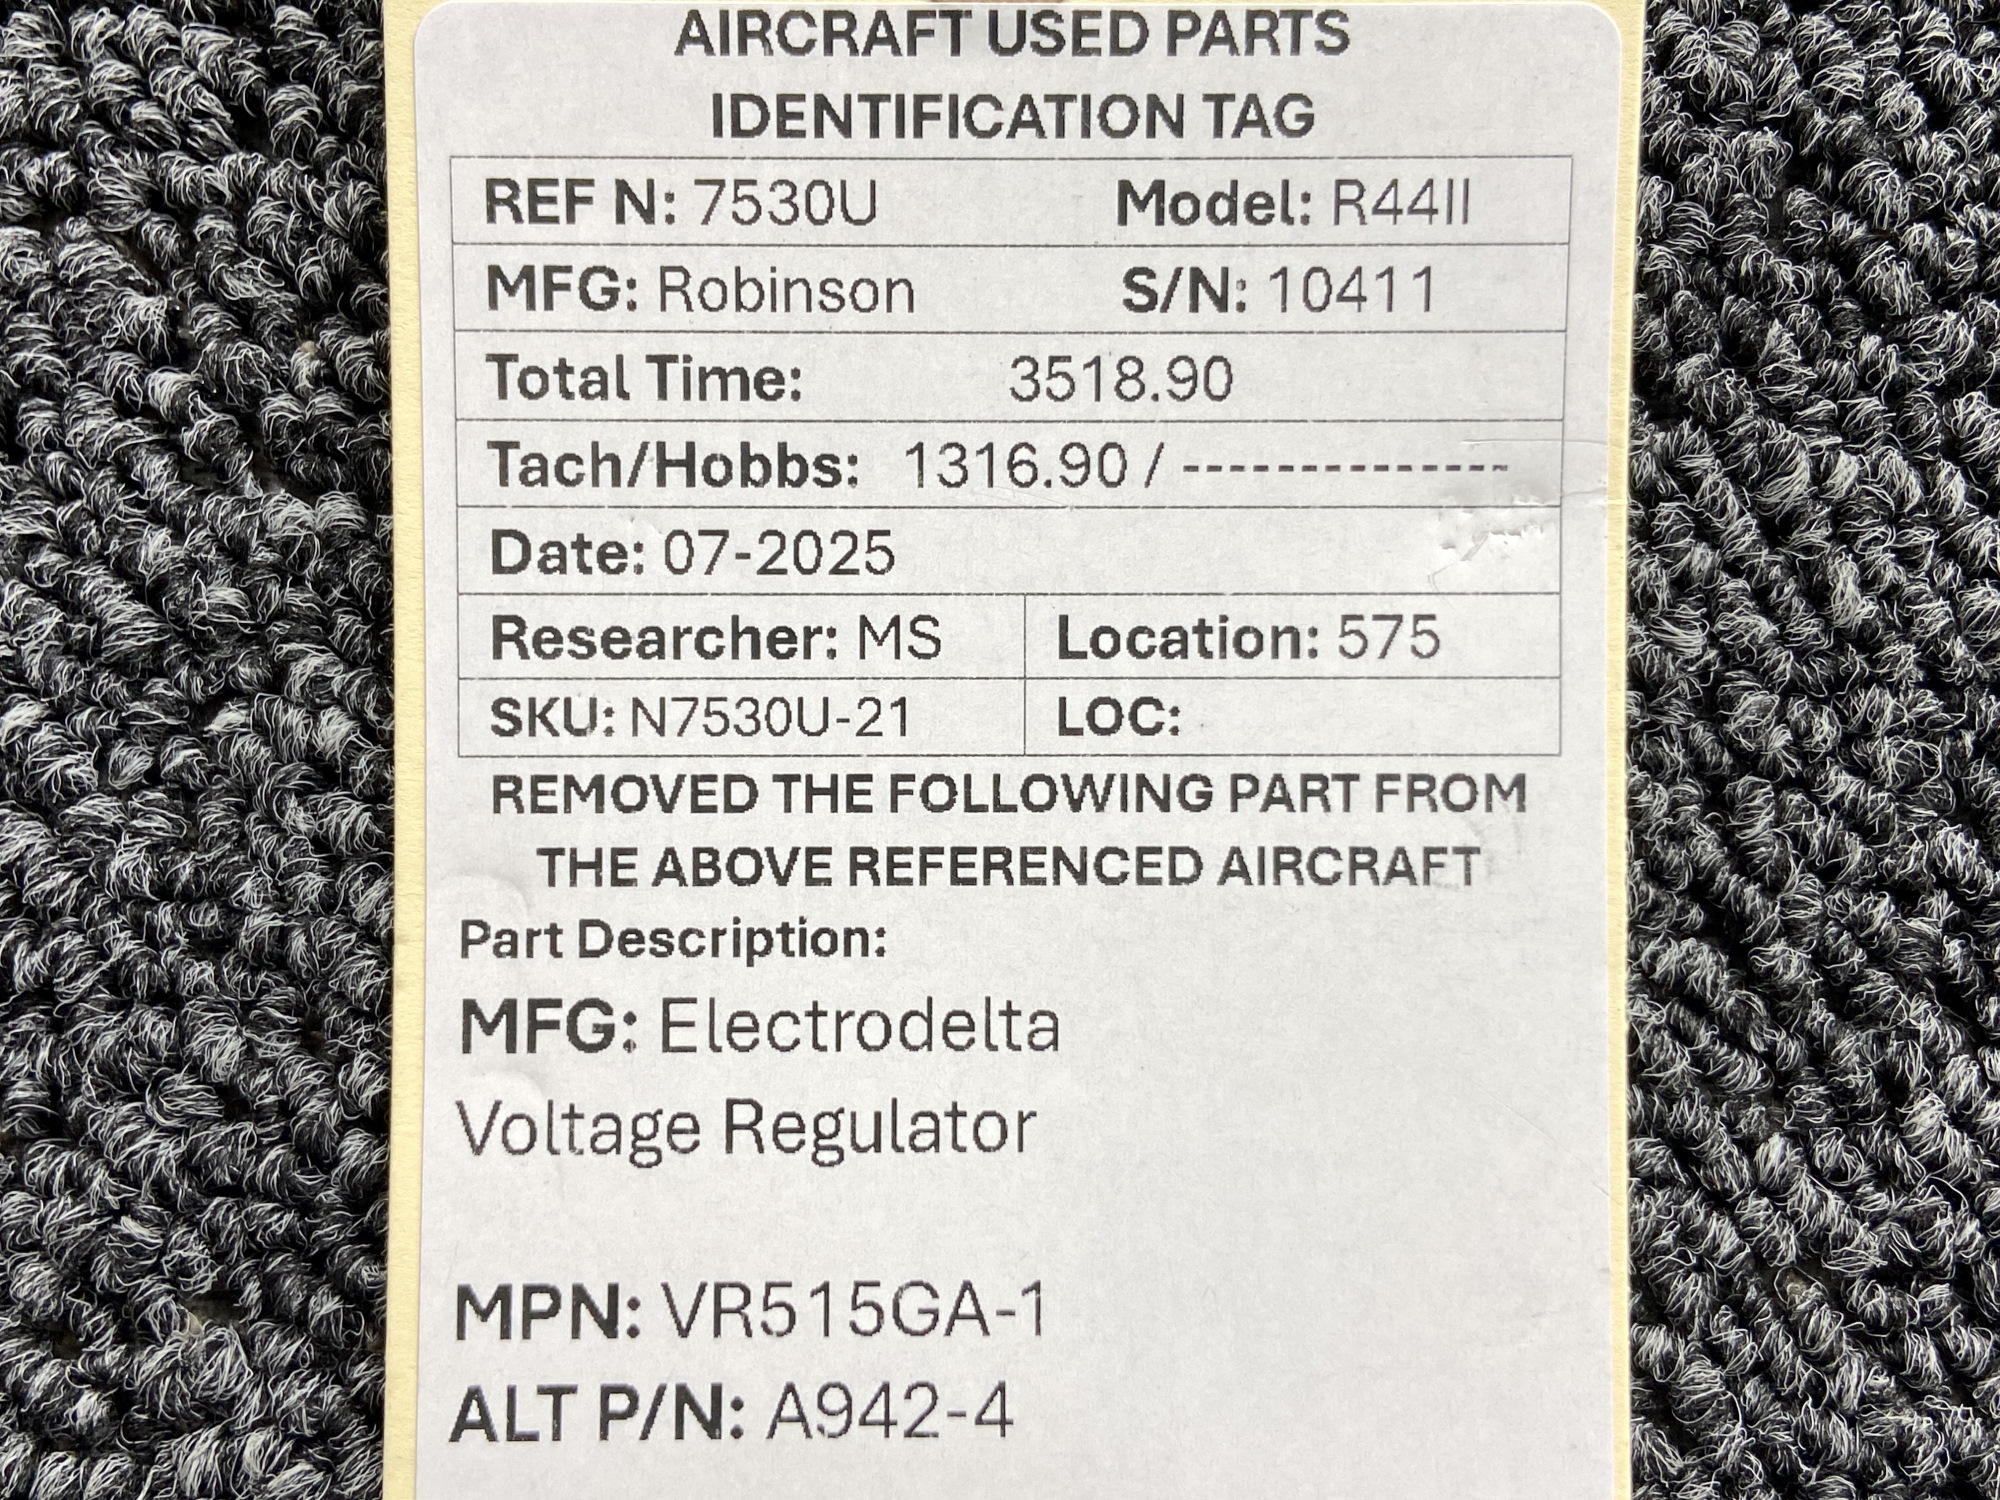 AIRCRAFT USED PARTS
IDENTIFICATION TAG
REF N: 7530U Model: R44II
MFG: Robinson S/N: 10411
Total Time: 3518.90
Tach/Hobbs: 1316.90 / --------------
Date: 07-2025
Researcher: MS Location: 575
SKU: N7530U-21 LOC:
REMOVED THE FOLLOWING PART FROM
THE ABOVE REFERENCED AIRCRAFT
Part Description:
MFG: Electrodelta
Voltage Regulator
MPN: VR515GA-1
ALT P/N: A942-4